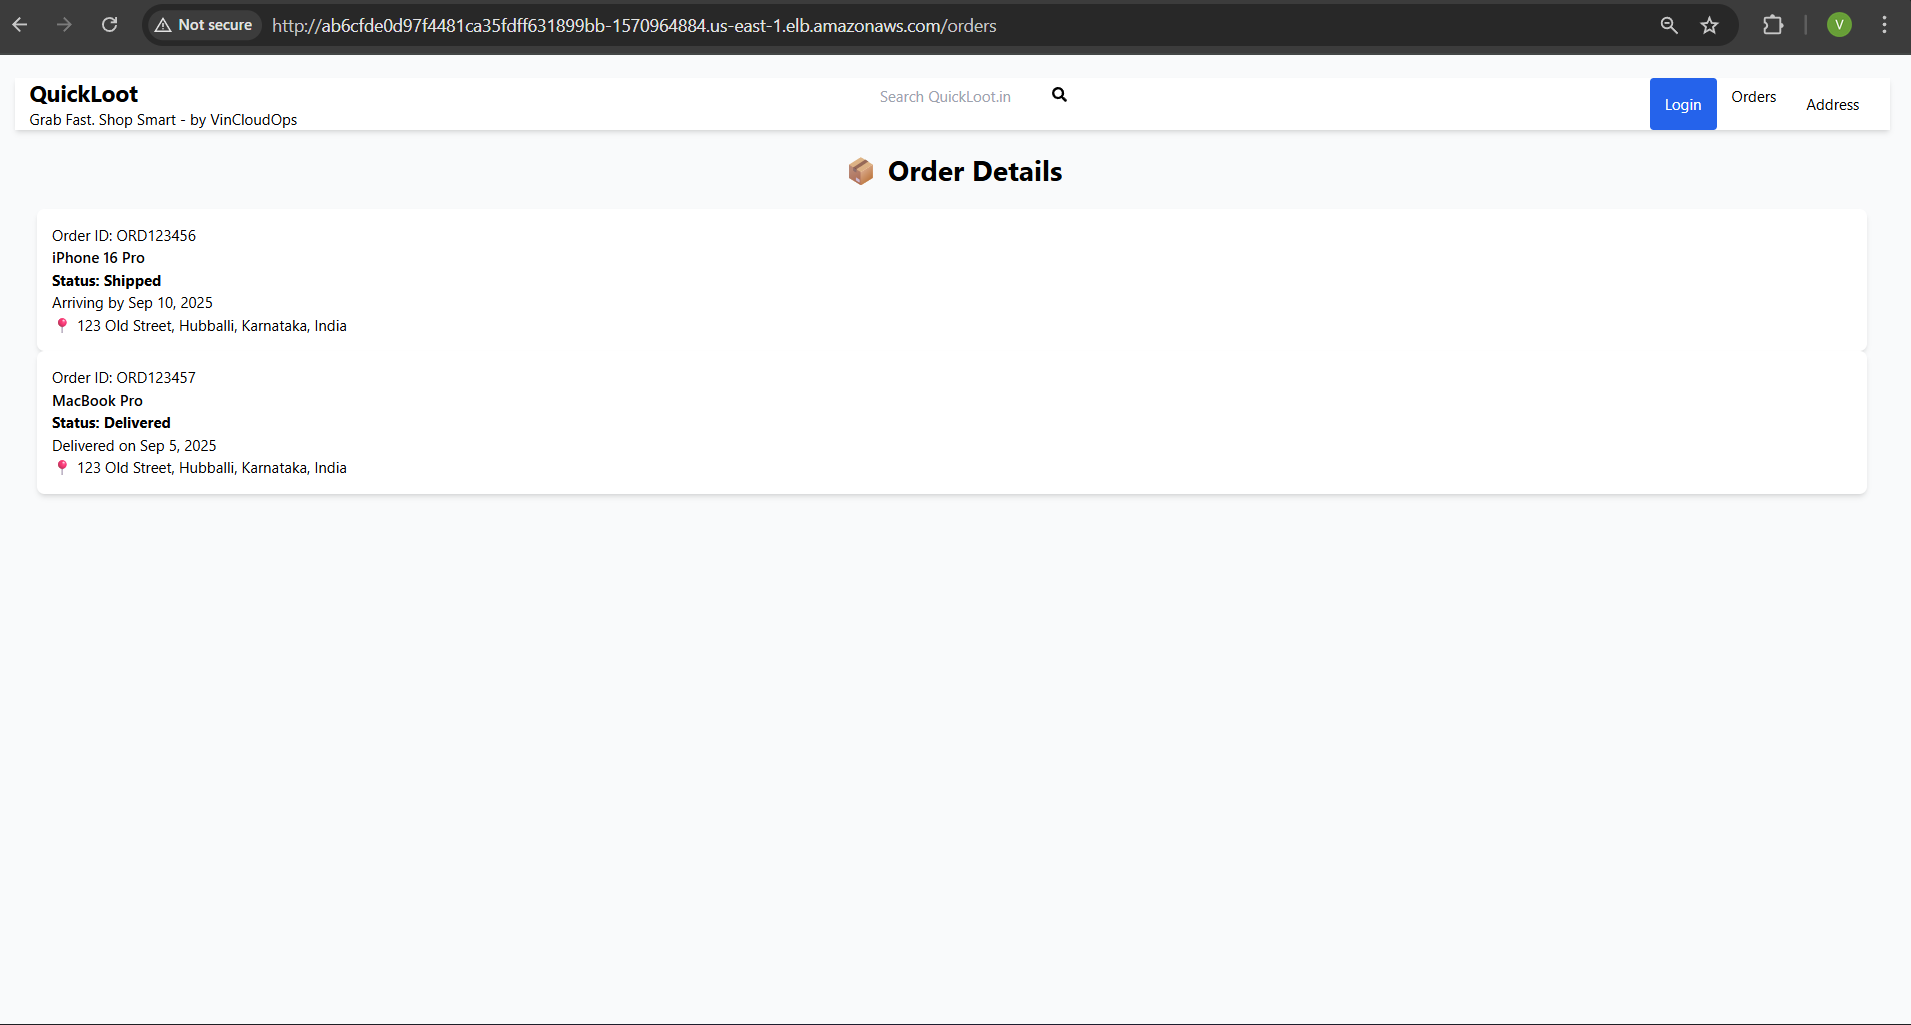 Not secure
http://ab6cfde0d97f4481ca35fdff631899bb-1570964884.us-east-1.elb.amazonaws.com/orders
V
QuickLoot
Grab Fast. Shop Smart - by VinCloudOps
Search QuickLoot.in
Login
Orders
Address
Order Details
Order ID: ORD123456
iPhone 16 Pro
Status: Shipped
Arriving by Sep 10, 2025
123 Old Street, Hubballi, Karnataka, India
Order ID: ORD123457
MacBook Pro
Status: Delivered
Delivered on Sep 5, 2025
123 Old Street, Hubballi, Karnataka, India